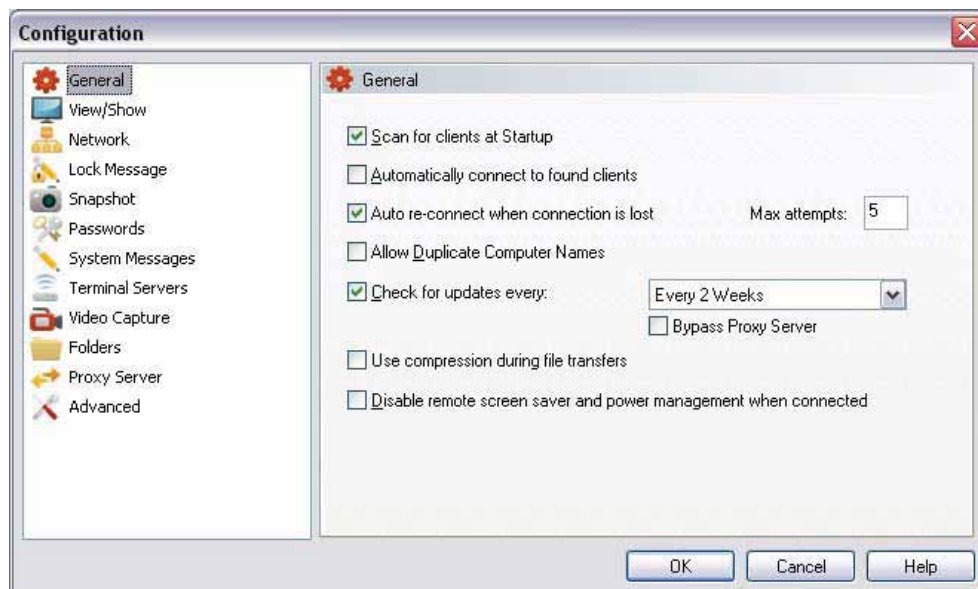 Configuration
General
View/Show
Network
Lock Message
Snapshot
Passwords
System Messages
Terminal Servers
Video Capture
Folders
Proxy Server
Advanced
General
Scan for clients at Startup
Automatically connect to found clients
Auto re-connect when connection is lost Max attempts: 5
Allow Duplicate Computer Names
Check for updates every: Every 2 Weeks
Bypass Proxy Server
Use compression during file transfers
Disable remote screen saver and power management when connected
OK Cancel Help